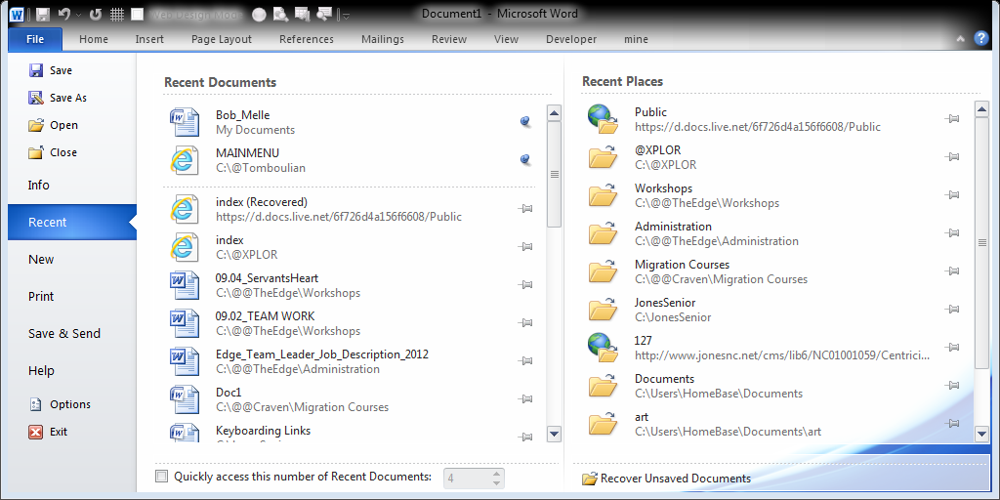 Document1 - Microsoft Word
File Home Insert Page Layout References Mailings Review View Developer mine
Save
Save As
Open
Close
Info
Recent
New
Print
Save & Send
Help
Options
Exit
Recent Documents
Bob_Melle
My Documents
MAINMENU
C:\@Tomboulian
index (Recovered)
https://d.docs.live.net/6f726d4a156f6608/Public
index
C:\@XPLOR
09.04_ServantsHeart
C:\@@TheEdge\Workshops
09.02_TEAM WORK
C:\@@TheEdge\Workshops
Edge_Team_Leader_Job_Description_2012
C:\@@TheEdge\Administration
Doc1
C:\@@Craven\Migration Courses
Keyboarding Links
Quickly access this number of Recent Documents: 4
Recent Places
Public
https://d.docs.live.net/6f726d4a156f6608/Public
@XPLOR
C:\@XPLOR
Workshops
C:\@@TheEdge\Workshops
Administration
C:\@@TheEdge\Administration
Migration Courses
C:\@@Craven\Migration Courses
JonesSenior
C:\JonesSenior
127
http://www.jonesnc.net/cms/lib6/NC01001059/Centrici...
Documents
C:\Users\HomeBase\Documents
art
C:\Users\HomeBase\Documents\art
Recover Unsaved Documents